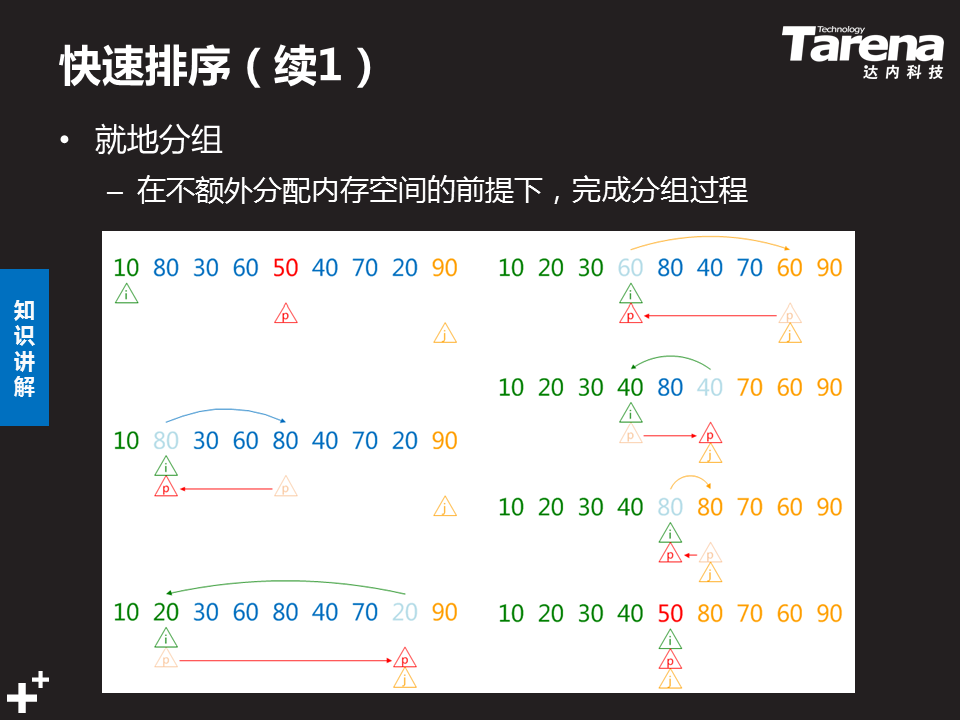 快速排序（续1）
Technology
Tarena
达内科技
• 就地分组
– 在不额外分配内存空间的前提下，完成分组过程
知识讲解
10 80 30 60 50 40 70 20 90
i
p
j
10 80 30 60 80 40 70 20 90
i
p p
j
10 20 30 60 80 40 70 20 90
i
p p
j
10 20 30 60 80 40 70 60 90
i
p p
j
10 20 30 40 80 40 70 60 90
i
p p
j
10 20 30 40 80 80 70 60 90
i
p p
j
10 20 30 40 50 80 70 60 90
i
p
j